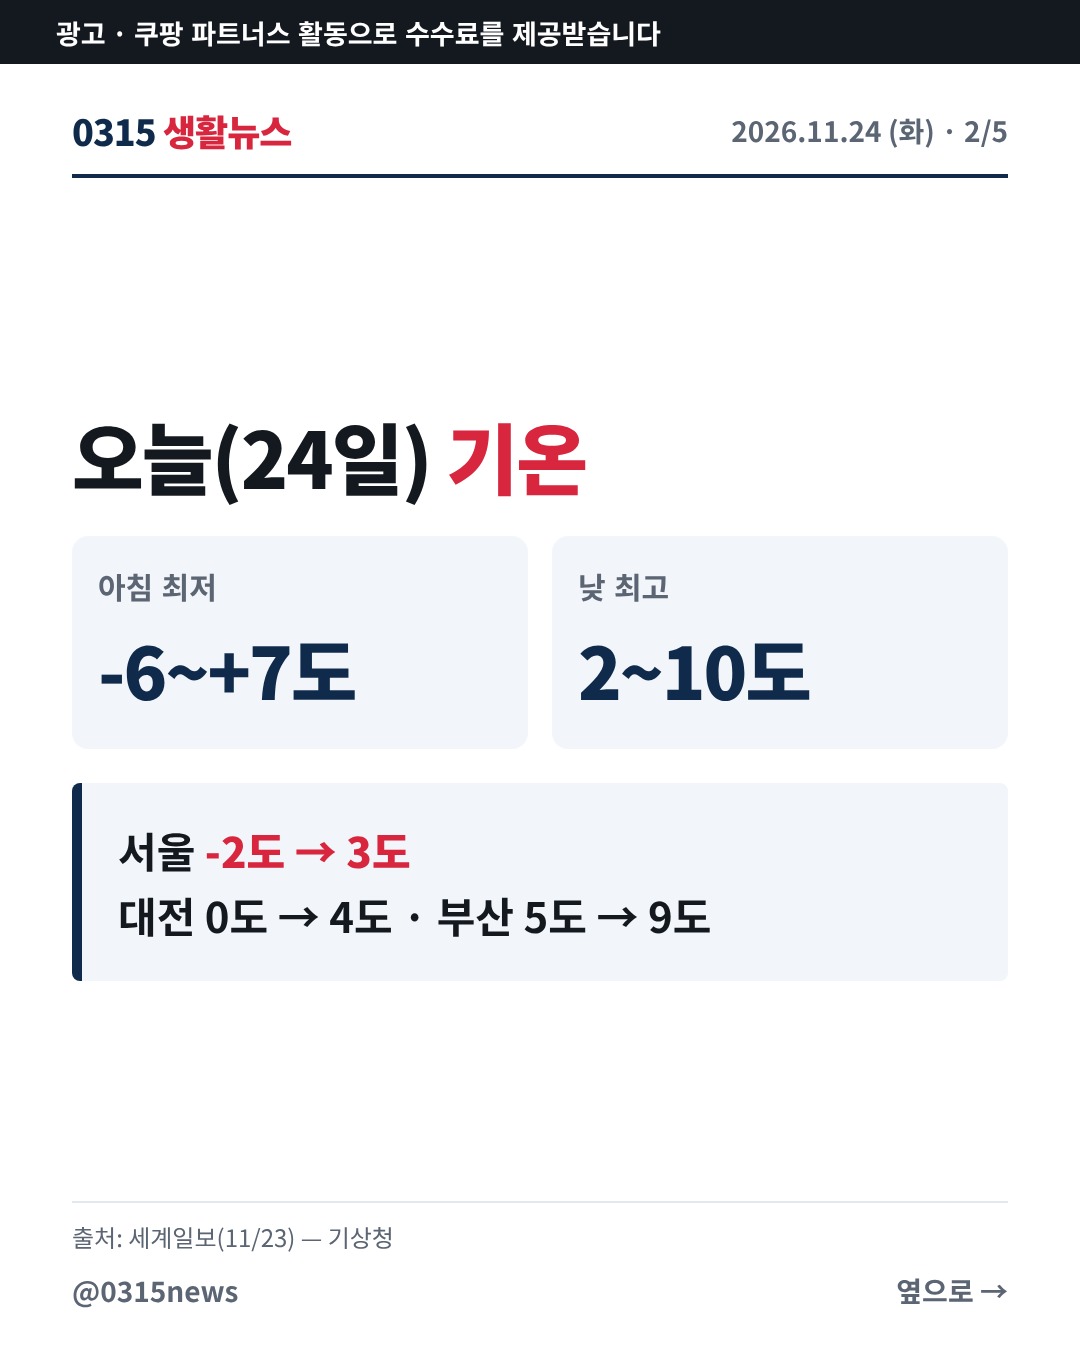 광고 · 쿠팡 파트너스 활동으로 수수료를 제공받습니다
0315 생활뉴스
2026.11.24 (화) · 2/5
오늘(24일) 기온
아침 최저
-6~+7도
낮 최고
2~10도
서울 -2도 → 3도
대전 0도 → 4도 · 부산 5도 → 9도
출처: 세계일보(11/23) — 기상청
@0315news
옆으로 →